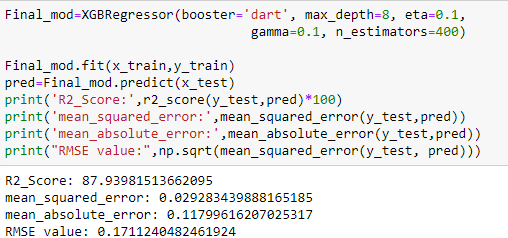 Final_mod=XGBRegressor(booster='dart', max_depth=8, eta=0.1,
gamma=0.1, n_estimators=400)
Final_mod.fit(x_train,y_train)
pred=Final_mod.predict(x_test)
print('R2_Score:',r2_score(y_test,pred)*100)
print('mean_squared_error:',mean_squared_error(y_test,pred))
print('mean_absolute_error:',mean_absolute_error(y_test,pred))
print("RMSE value:",np.sqrt(mean_squared_error(y_test, pred)))
R2_Score: 87.93981513662095
mean_squared_error: 0.029283439888165185
mean_absolute_error: 0.11799616207025317
RMSE value: 0.1711240482461924